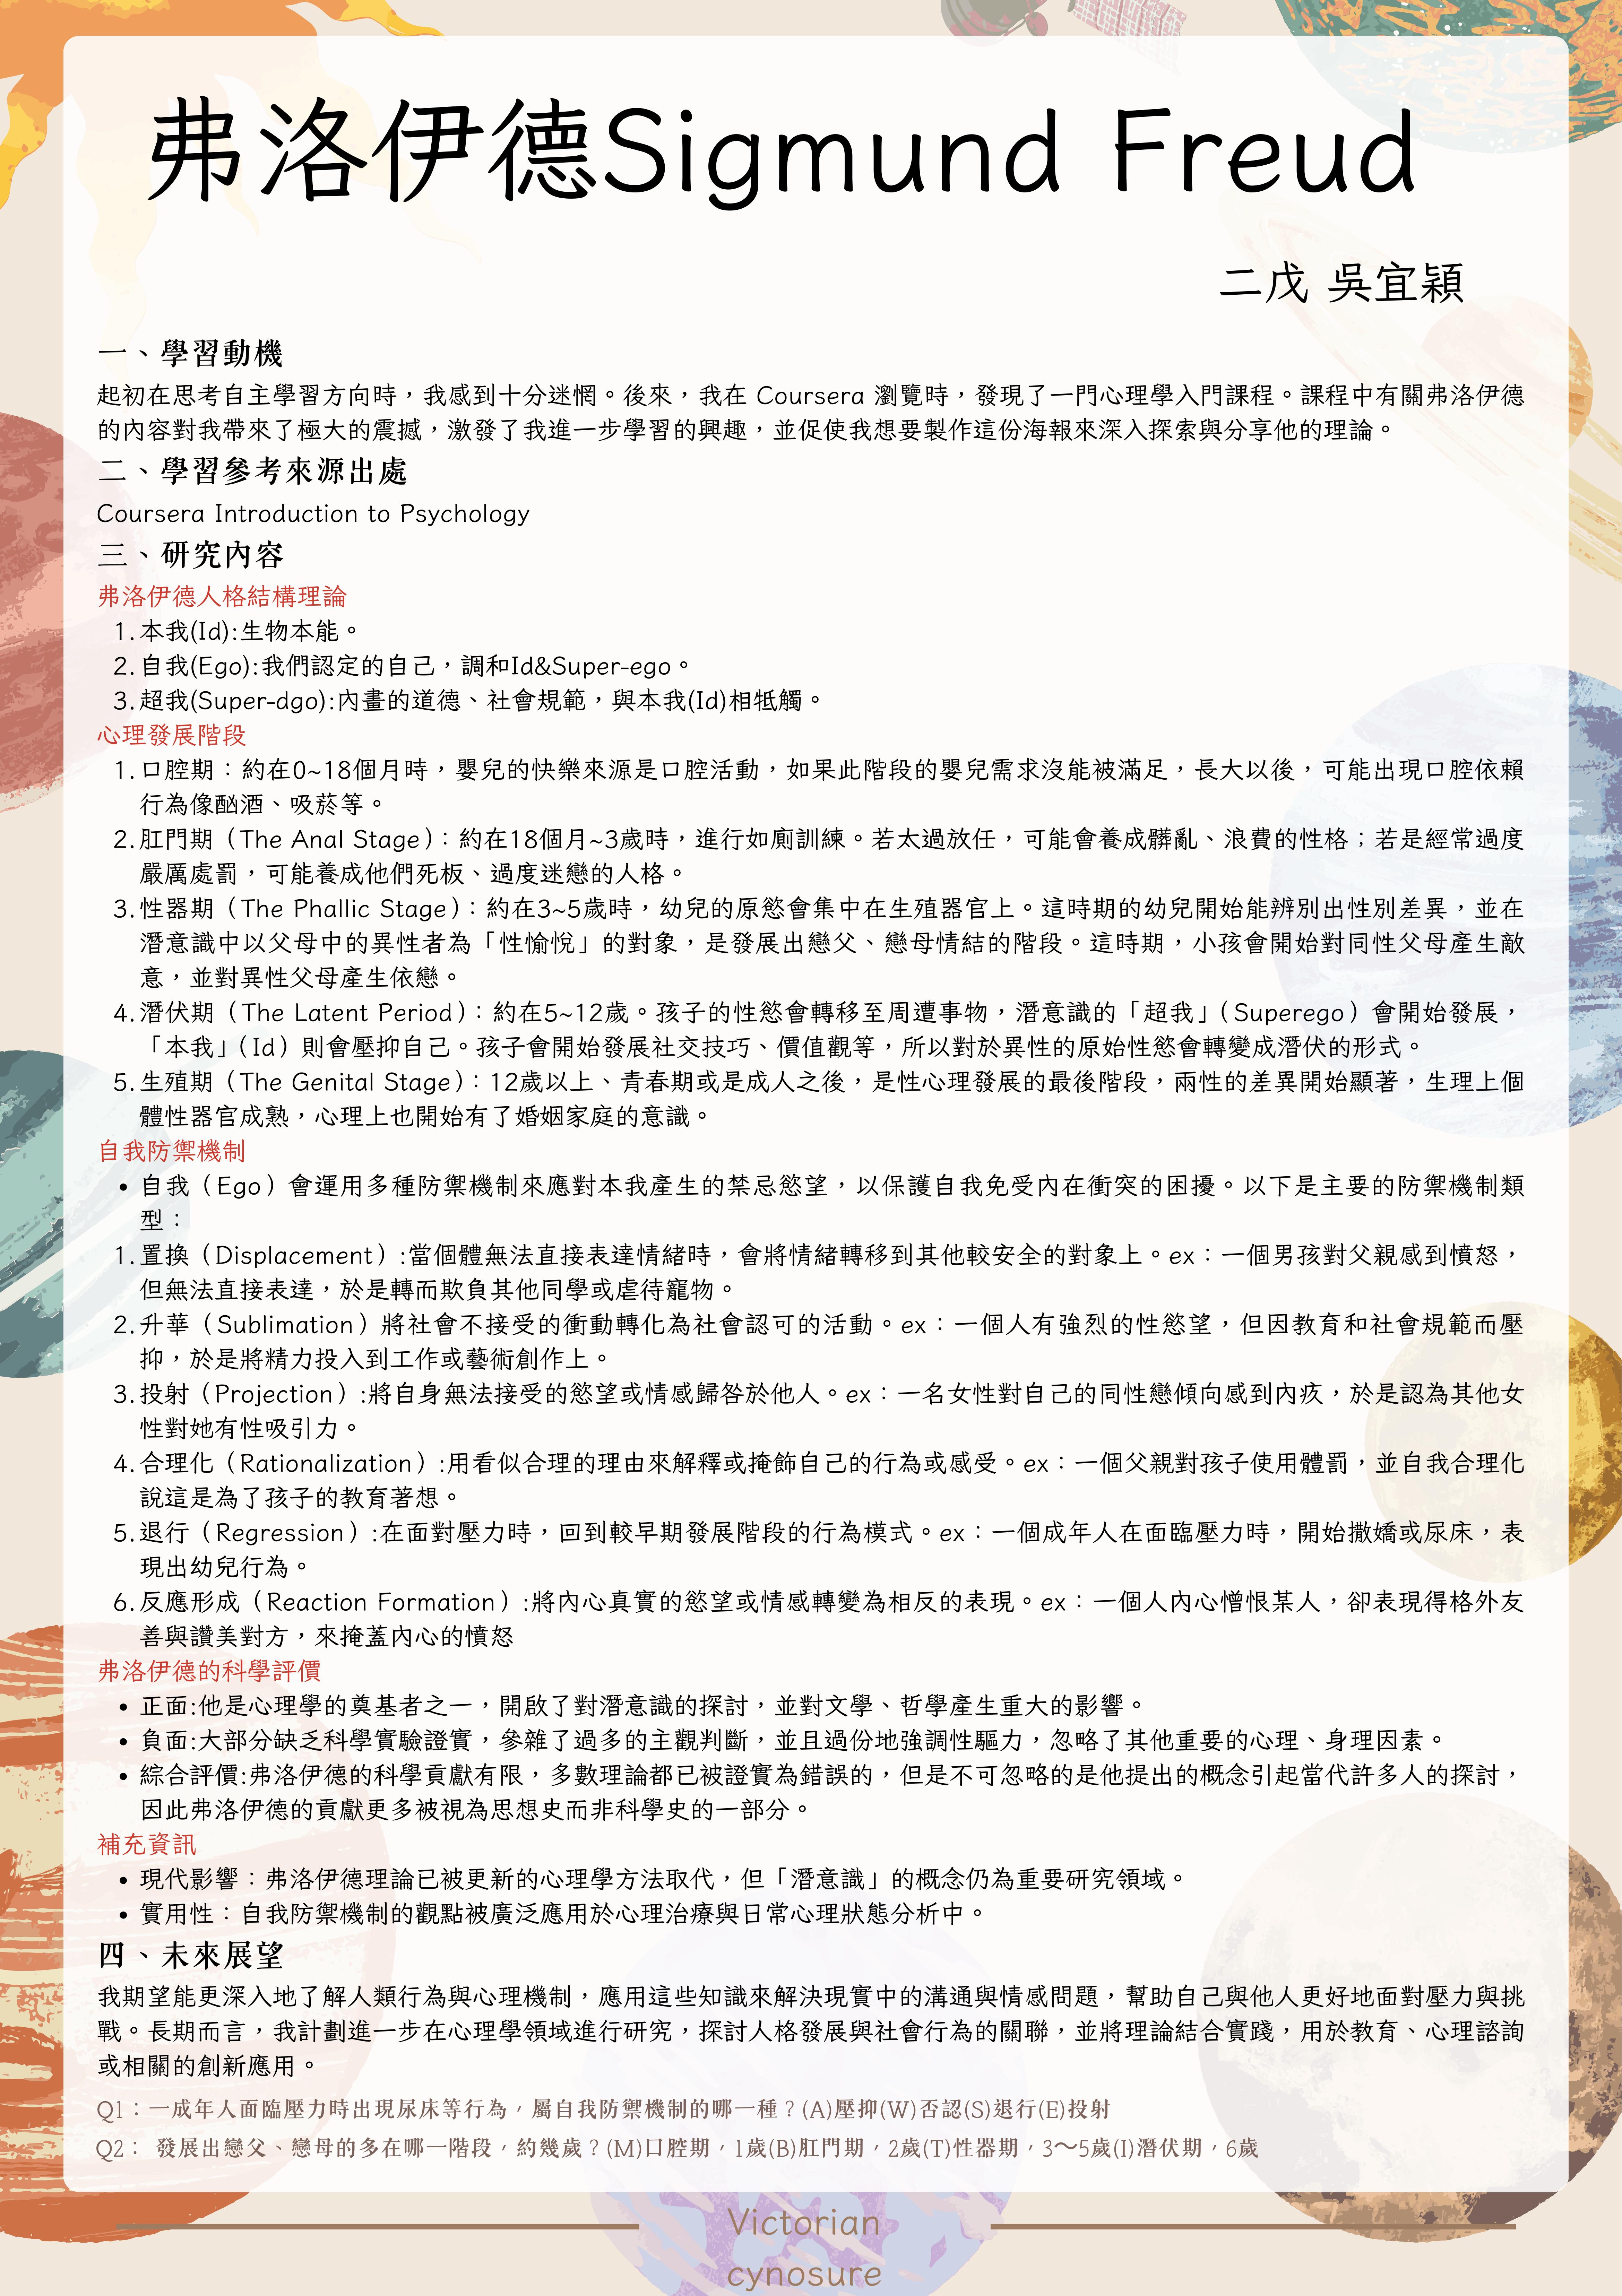 弗洛伊德Sigmund Freud
二戊 吳宜穎
一、學習動機
起初在思考自主學習方向時，我感到十分迷惘。後來，我在 Coursera 瀏覽時，發現了一門心理學入門課程。課程中有關弗洛伊德
的內容對我帶來了極大的震撼，激發了我進一步學習的興趣，並促使我想要製作這份海報來深入探索與分享他的理論。
二、學習參考來源出處
Coursera Introduction to Psychology
三、研究內容
弗洛伊德人格結構理論
1. 本我(Id):生物本能。
2. 自我(Ego):我們認定的自己，調和Id&Super-ego。
3. 超我(Super-dgo):內畫的道德、社會規範，與本我(Id)相牴觸。
心理發展階段
1. 口腔期：約在0~18個月時，嬰兒的快樂來源是口腔活動，如果此階段的嬰兒需求沒能被滿足，長大以後，可能出現口腔依賴
行為像酗酒、吸菸等。
2. 肛門期（The Anal Stage）：約在18個月~3歲時，進行如廁訓練。若太過放任，可能會養成髒亂、浪費的性格；若是經常過度
嚴厲處罰，可能養成他們死板、過度迷戀的人格。
3. 性器期（The Phallic Stage）：約在3~5歲時，幼兒的原慾會集中在生殖器官上。這時期的幼兒開始能辨別出性別差異，並在
潛意識中以父母中的異性者為「性愉悅」的對象，是發展出戀父、戀母情結的階段。這時期，小孩會開始對同性父母產生敵
意，並對異性父母產生依戀。
4. 潛伏期（The Latent Period）：約在5~12歲。孩子的性慾會轉移至周遭事物，潛意識的「超我」（Superego）會開始發展，
「本我」（Id）則會壓抑自己。孩子會開始發展社交技巧、價值觀等，所以對於異性的原始性慾會轉變成潛伏的形式。
5. 生殖期（The Genital Stage）：12歲以上、青春期或是成人之後，是性心理發展的最後階段，兩性的差異開始顯著，生理上個
體性器官成熟，心理上也開始有了婚姻家庭的意識。
自我防禦機制
• 自我（Ego）會運用多種防禦機制來應對本我產生的禁忌慾望，以保護自我免受內在衝突的困擾。以下是主要的防禦機制類
型：
1. 置換（Displacement）:當個體無法直接表達情緒時，會將情緒轉移到其他較安全的對象上。ex：一個男孩對父親感到憤怒，
但無法直接表達，於是轉而欺負其他同學或虐待寵物。
2. 升華（Sublimation）將社會不接受的衝動轉化為社會認可的活動。ex：一個人有強烈的性慾望，但因教育和社會規範而壓
抑，於是將精力投入到工作或藝術創作上。
3. 投射（Projection）:將自身無法接受的慾望或情感歸咎於他人。ex：一名女性對自己的同性戀傾向感到內疚，於是認為其他女
性對她有性吸引力。
4. 合理化（Rationalization）:用看似合理的理由來解釋或掩飾自己的行為或感受。ex：一個父親對孩子使用體罰，並自我合理化
說這是為了孩子的教育著想。
5. 退行（Regression）:在面對壓力時，回到較早期發展階段的行為模式。ex：一個成年人在面臨壓力時，開始撒嬌或尿床，表
現出幼兒行為。
6. 反應形成（Reaction Formation）:將內心真實的慾望或情感轉變為相反的表現。ex：一個人內心憎恨某人，卻表現得格外友
善與讚美對方，來掩蓋內心的憤怒
弗洛伊德的科學評價
• 正面:他是心理學的奠基者之一，開啟了對潛意識的探討，並對文學、哲學產生重大的影響。
• 負面:大部分缺乏科學實驗證實，參雜了過多的主觀判斷，並且過份地強調性驅力，忽略了其他重要的心理、身理因素。
• 綜合評價:弗洛伊德的科學貢獻有限，多數理論都已被證實為錯誤的，但是不可忽略的是他提出的概念引起當代許多人的探討，
因此弗洛伊德的貢獻更多被視為思想史而非科學史的一部分。
補充資訊
• 現代影響：弗洛伊德理論已被更新的心理學方法取代，但「潛意識」的概念仍為重要研究領域。
• 實用性：自我防禦機制的觀點被廣泛應用於心理治療與日常心理狀態分析中。
四、未來展望
我期望能更深入地了解人類行為與心理機制，應用這些知識來解決現實中的溝通與情感問題，幫助自己與他人更好地面對壓力與挑
戰。長期而言，我計劃進一步在心理學領域進行研究，探討人格發展與社會行為的關聯，並將理論結合實踐，用於教育、心理諮詢
或相關的創新應用。
Q1：一成年人面臨壓力時出現尿床等行為，屬自我防禦機制的哪一種？(A)壓抑(W)否認(S)退行(E)投射
Q2： 發展出戀父、戀母的多在哪一階段，約幾歲？(M)口腔期，1歲(B)肛門期，2歲(T)性器期，3～5歲(I)潛伏期，6歲
Victorian
cynosure